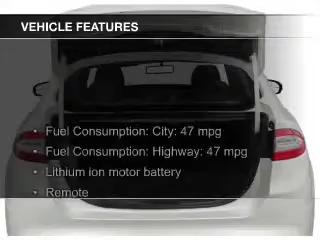 VEHICLE FEATURES
• Fuel Consumption: City: 47 mpg
• Fuel Consumption: Highway: 47 mpg
• Lithium ion motor battery
• Remote